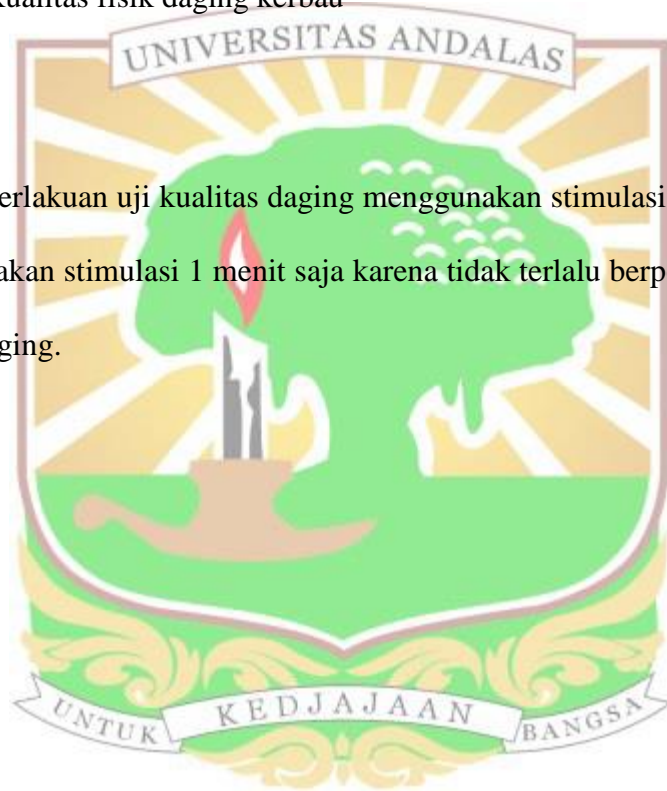 kualitas fisik daging kerbau
UNIVERSITAS ANDALAS
erlakuan uji kualitas daging menggunakan stimulasi
akan stimulasi 1 menit saja karena tidak terlalu berp
ging.
UNTUK KEDJAJAAN BANGSA